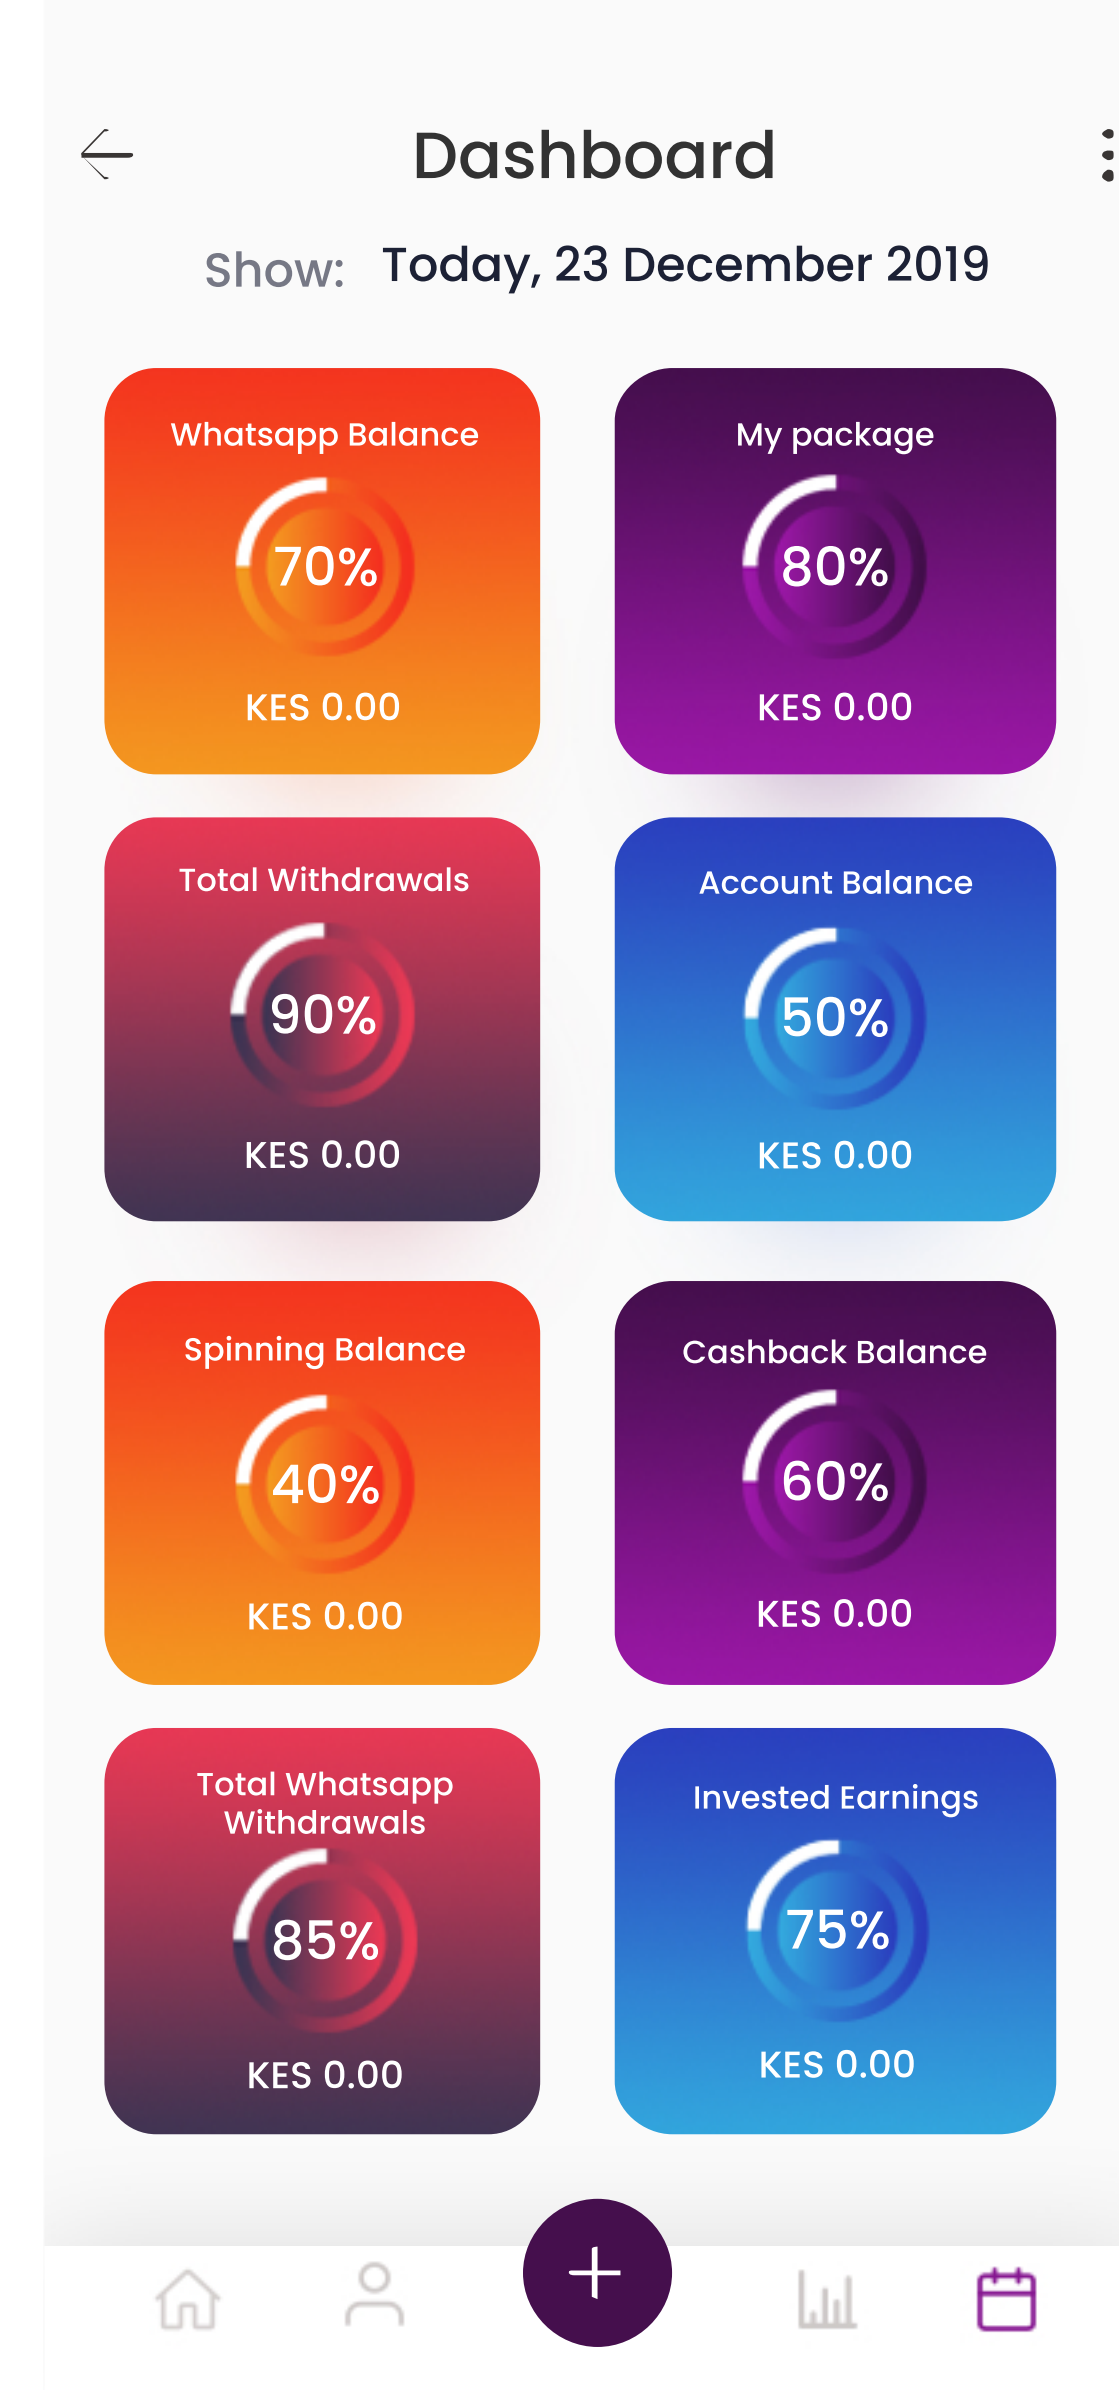 Dashboard
Show: Today, 23 December 2019
Whatsapp Balance
70%
KES 0.00
My package
80%
KES 0.00
Total Withdrawals
90%
KES 0.00
Account Balance
50%
KES 0.00
Spinning Balance
40%
KES 0.00
Cashback Balance
60%
KES 0.00
Total Whatsapp
Withdrawals
85%
KES 0.00
Invested Earnings
75%
KES 0.00